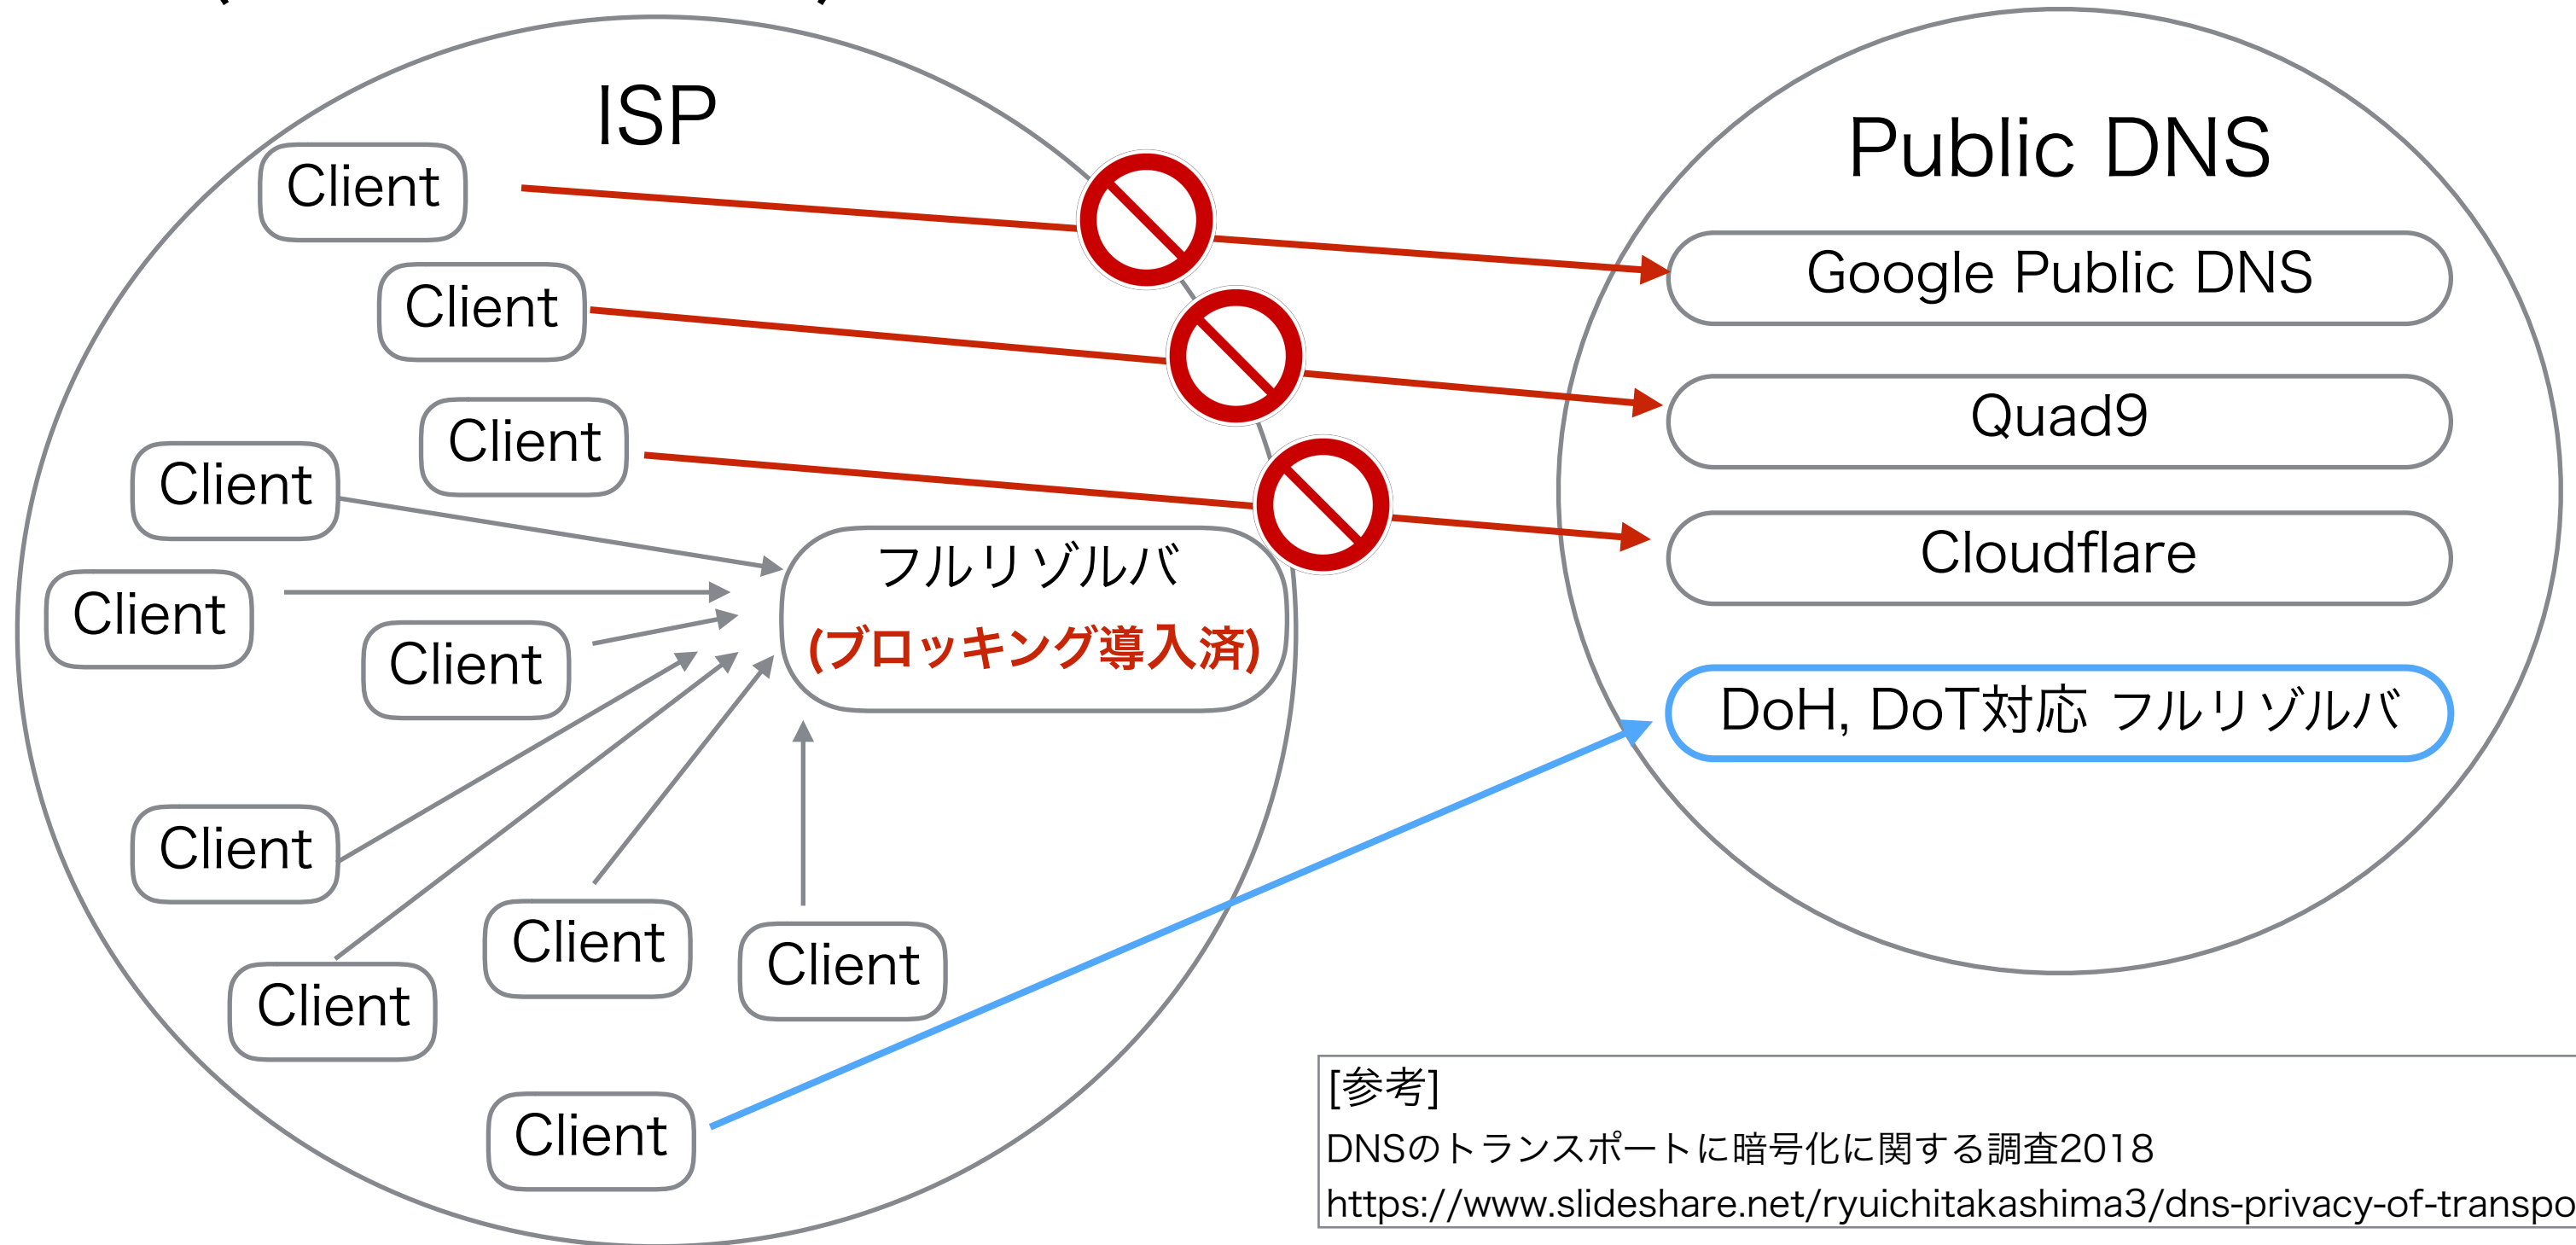 ISP
Client
Client
Client
Client
Client
Client
Client
Client
Client
Client
Client
フルリゾルバ
(ブロッキング導入済)
Public DNS
Google Public DNS
Quad9
Cloudflare
DoH, DoT対応 フルリゾルバ
[参考]
DNSのトランスポートに暗号化に関する調査2018
https://www.slideshare.net/ryuichitakashima3/dns-privacy-of-transpo